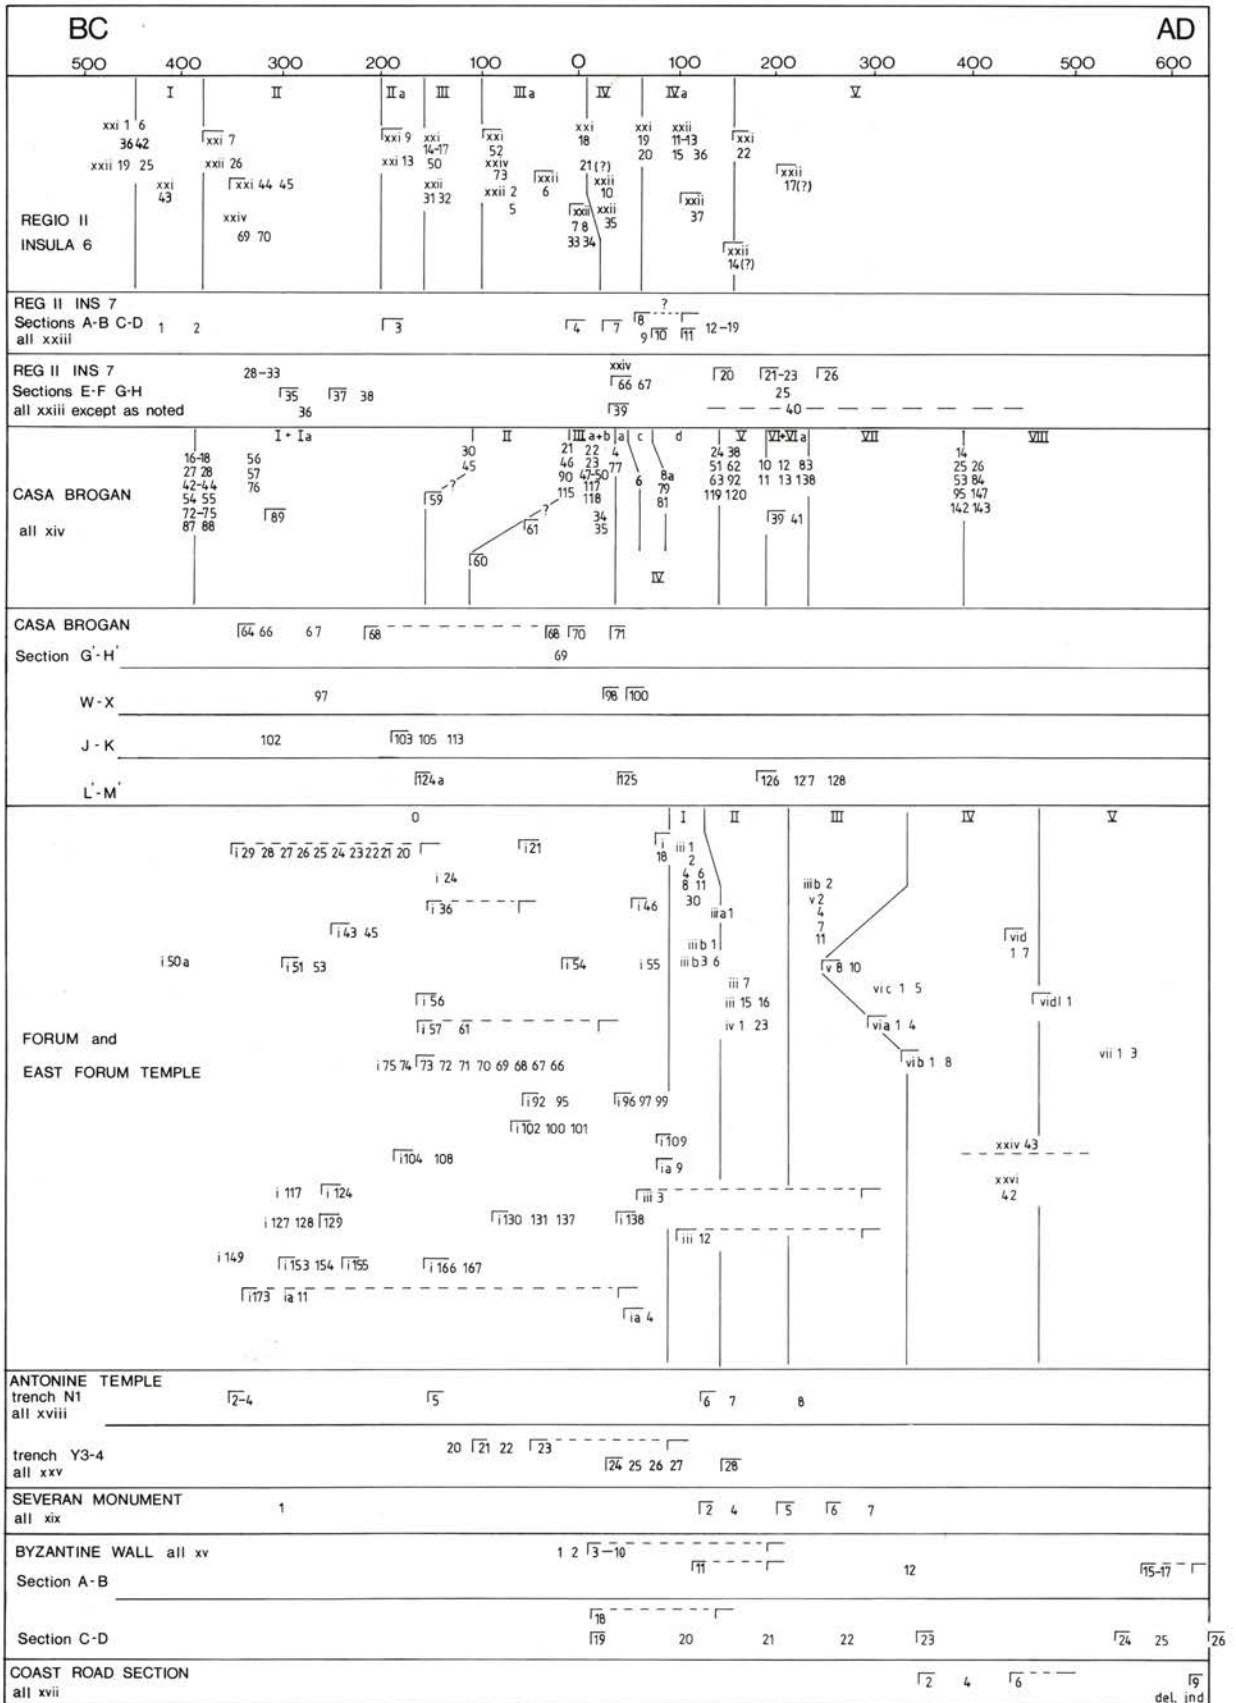 BC AD
500 400 300 200 100 0 100 200 300 400 500 600
I II IIa III IIIa IV IVa V
xxi 1 6 xxi 7 xxi 9 xxi xxi xxi xxi xxii xxi
36 42 14-17 52 18 19 11-13 22
xxii 19 25 xxii 26 xxi 13 50 xxiv 21(?) 20 15 36 xxii
xxi xxi 44 45 xxii 73 xxii xxii 17(?)
43 31 32 xxii 2 6 10 xxii
REGIO II xxiv 5 xxii xxii 37
69 70 7 8 35
INSULA 6 33 34 xxii
14(?)
REG II INS 7 ?
Sections A-B C-D 1 2 3 4 7 8 12-19
all xxiii 9 10 11
REG II INS 7 28-33 xxiv 20 21-23 26
Sections E-F G-H 35 37 38 66 67 25
all xxiii except as noted 36 39 40
I + Ia II III a+b a c d V VI+VIa VII VIII
16-18 56 30 21 22 4 24 38 14
27 28 57 45 46 23 77 6 8a 51 62 10 12 83 25 26
42-44 76 90 47-50 79 63 92 11 13 138 53 84
CASA BROGAN 54 55 59 ? 115 117 81 119 120 95 147
72-75 89 118 142 143
all xiv 87 88 61 ? 34 39 41
35
60 IV
CASA BROGAN 64 66 67 68 68 70 71
Section G'-H' 69
W-X 97 98 100
J-K 102 103 105 113
L'-M' 124a 125 126 127 128
0 I II III IV V
i 29 28 27 26 25 24 23 22 21 20 i21 i iii 1
18 2
i 24 4 6 iiib 2
8 11 v 2
i 36 i 46 30 4
iiia 1 7
i 43 45 11 vid
i 50a i 51 53 i 54 i 55 iiib 1 v 8 10 1 7
iiib 3 6
iii 7 vic 1 5
i 56 iii 15 16 vidl 1
i 57 61 iv 1 23 via 1 4
FORUM and
EAST FORUM TEMPLE i 75 74 73 72 71 70 69 68 67 66 vib 1 8 vii 1 3
i 92 95 i 96 97 99
i 102 100 101
i 109 xxiv 43
i 104 108 ia 9
i 117 i 124 iii 3 xxvi
42
i 127 128 129 i 130 131 137 i 138
iii 12
i 149 i 153 154 i 155 i 166 167
i 173 ia 11
ia 4
ANTONINE TEMPLE
trench N1 2-4 5 6 7 8
all xviii
20 21 22 23
trench Y3-4 24 25 26 27 28
all xxv
SEVERAN MONUMENT 1 2 4 5 6 7
all xix
BYZANTINE WALL all xv 1 2 3-10
Section A-B 11 12 15-17
18
Section C-D 19 20 21 22 23 24 25 26
COAST ROAD SECTION 2 4 6 9
all xvii del. ind